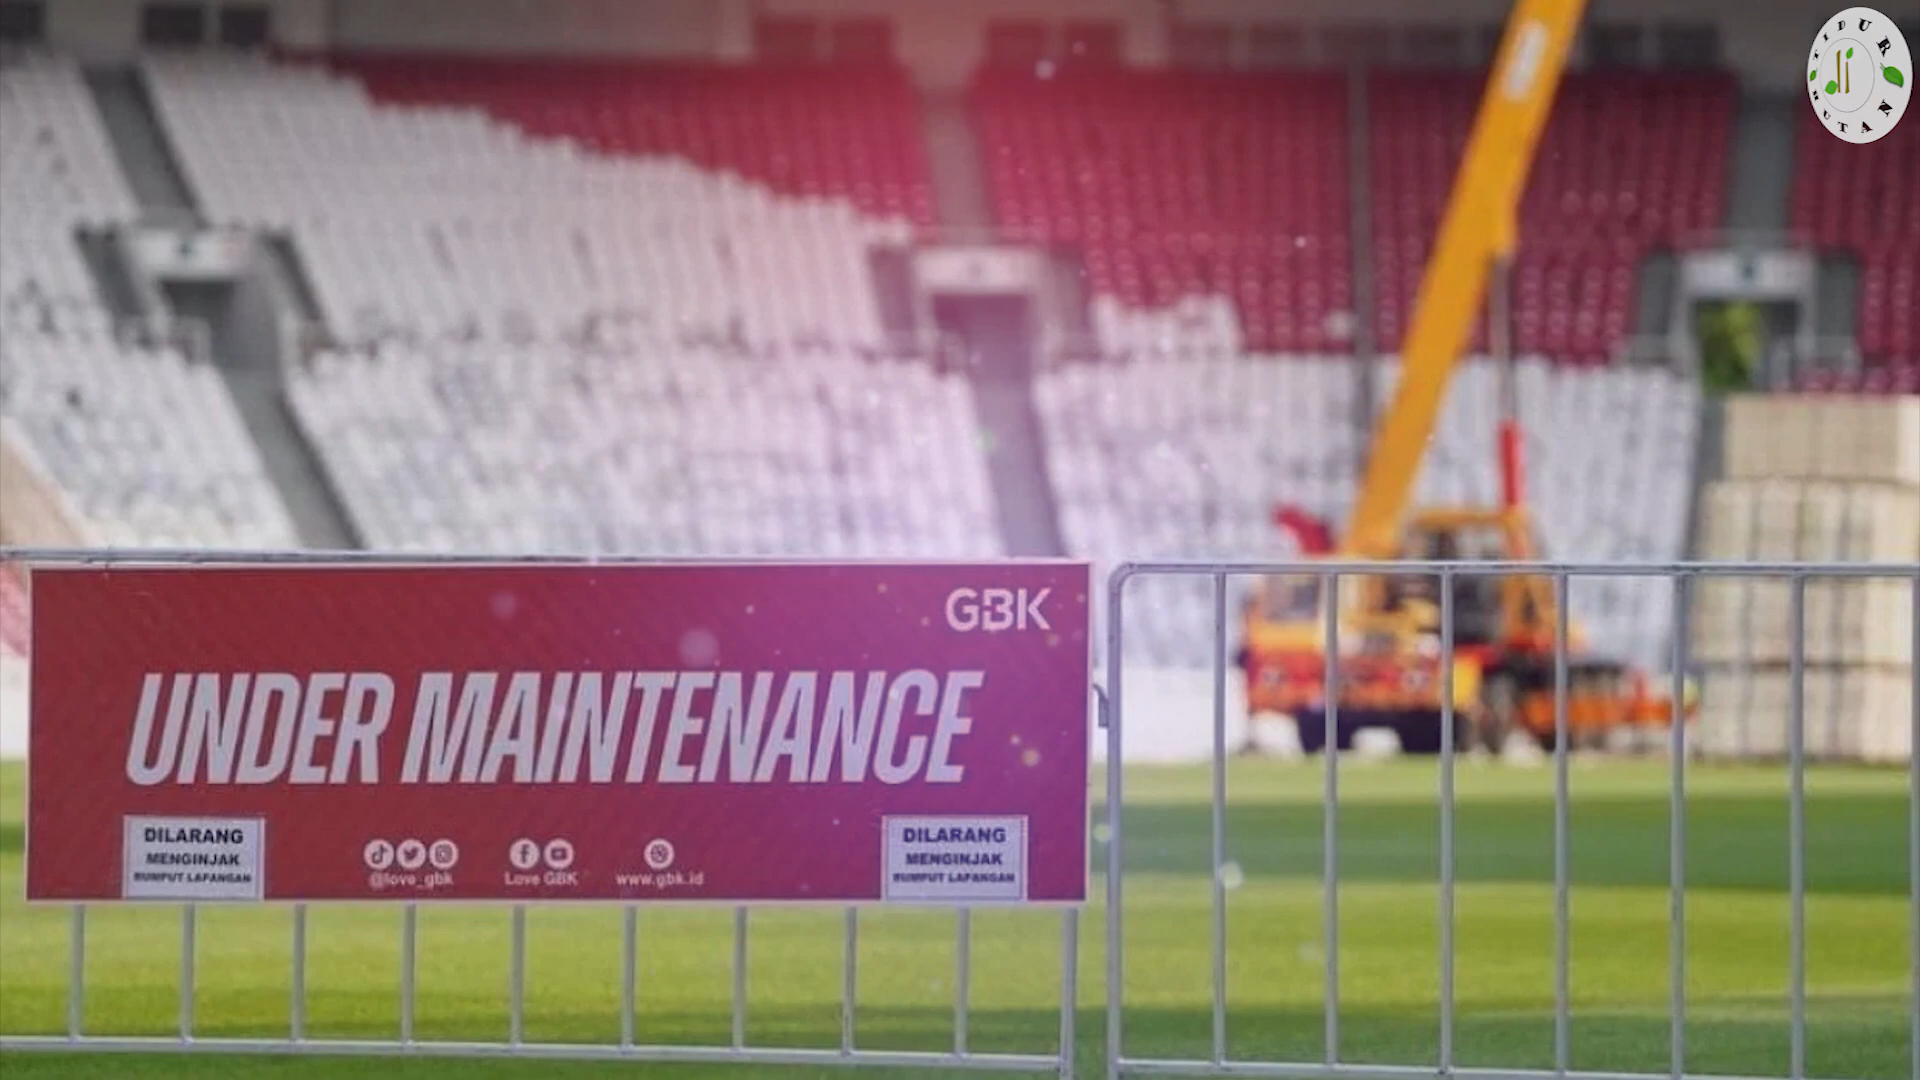 TIDUR
di
HUTAN
GBK
UNDER MAINTENANCE
DILARANG
MENGINJAK
RUMPUT LAPANGAN
@love_gbk
Love GBK
www.gbk.id
DILARANG
MENGINJAK
RUMPUT LAPANGAN